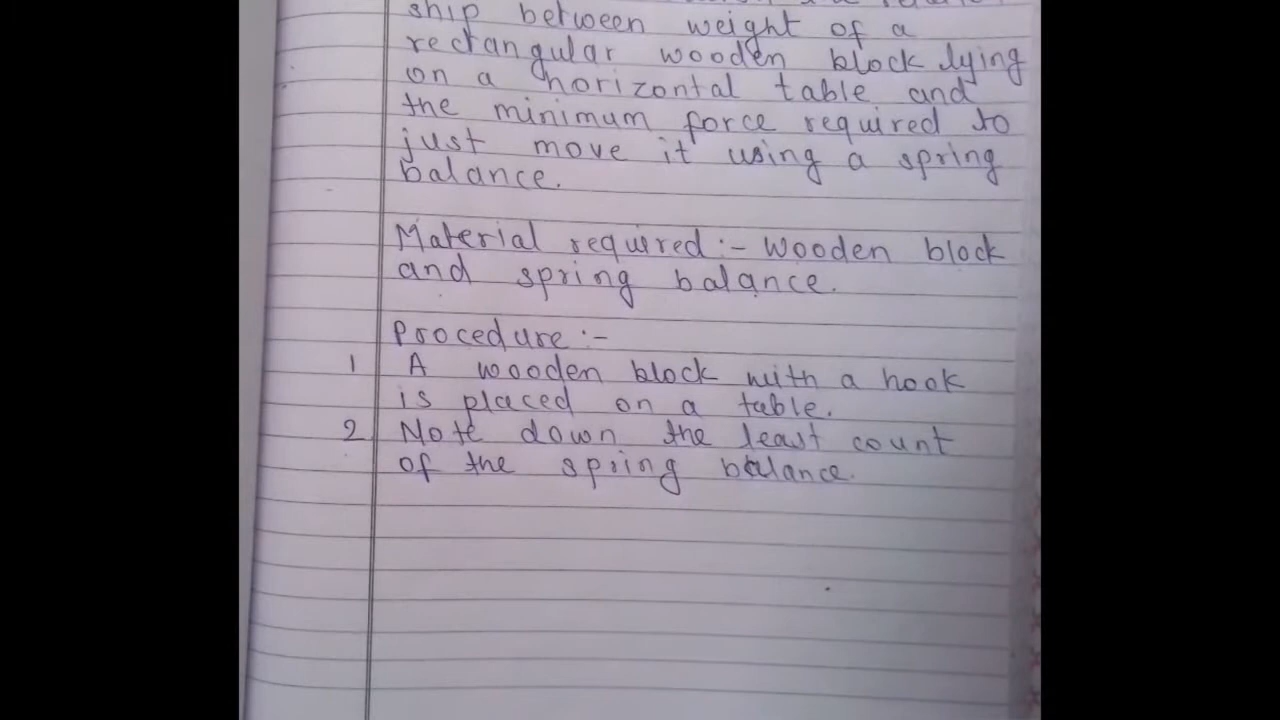 ship between weight of a
rectangular wooden block lying
on a horizontal table and
the minimum force required to
just move it using a spring
balance.
Material required :- Wooden block
and spring balance.
Procedure :-
1 A wooden block with a hook
is placed on a table.
2 Note down the least count
of the spring balance.